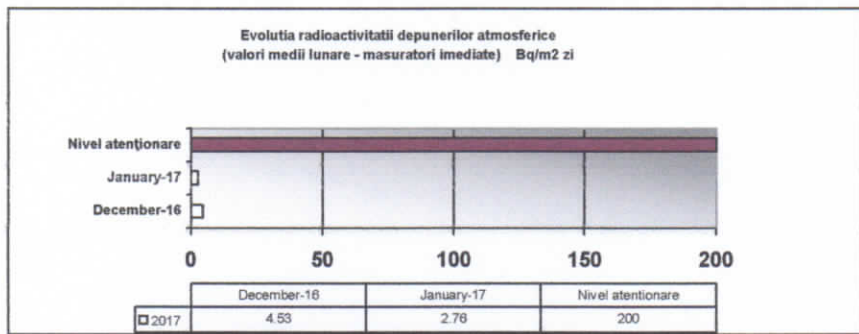 Evolutia radioactivitatii depunerilor atmosferice
(valori medii lunare - masuratori imediate) Bq/m2 zi
Nivel atenţionare
January-17
December-16
0 50 100 150 200
December-16 January-17 Nivel atentionare
2017 4.53 2.76 200